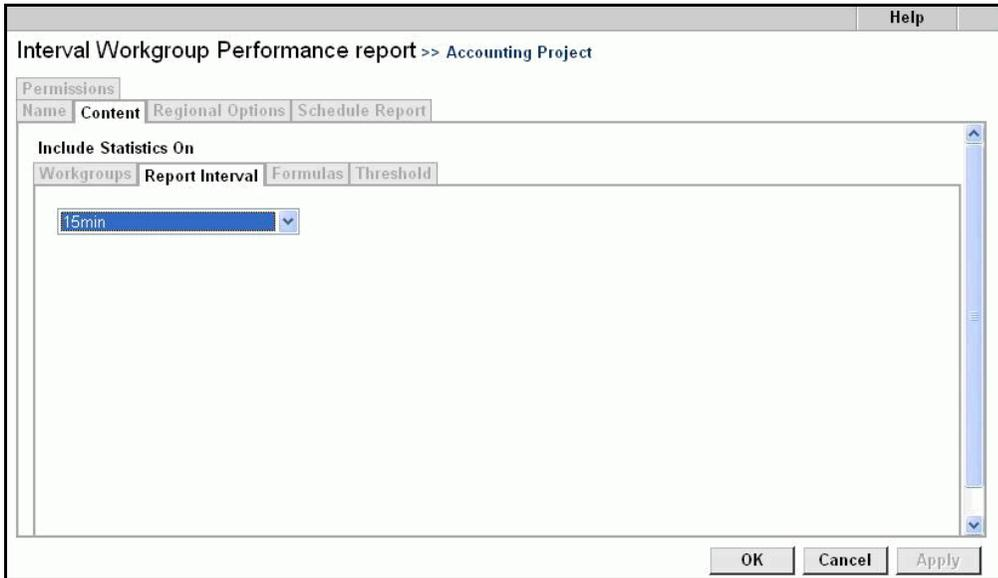 Help
Interval Workgroup Performance report >> Accounting Project
Permissions
Name Content Regional Options Schedule Report
Include Statistics On
Workgroups Report Interval Formulas Threshold
15min
OK Cancel Apply